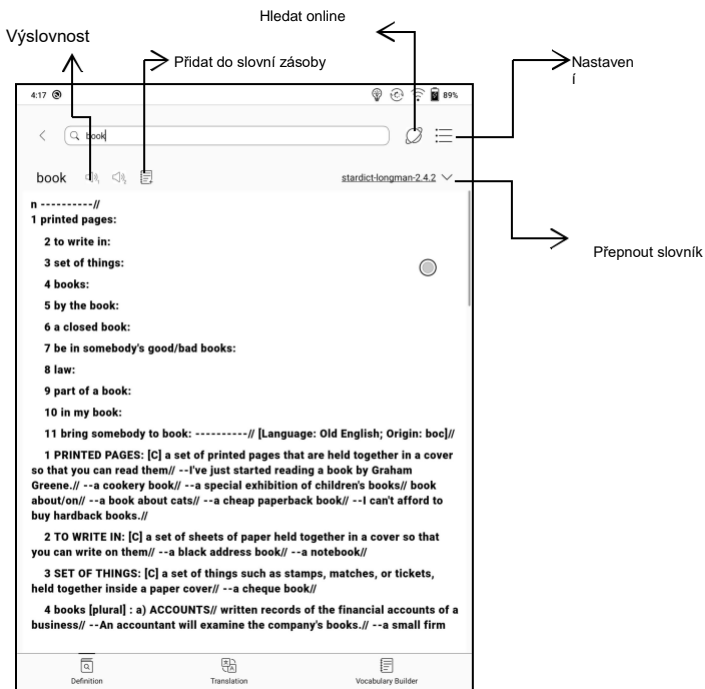 Hledat online
Výslovnost
Přidat do slovní zásoby
Nastaven
í
4:17
89%
book
book
stardict-longman-2.4.2
Přepnout slovník
n ----------//
1 printed pages:
2 to write in:
3 set of things:
4 books:
5 by the book:
6 a closed book:
7 be in somebody's good/bad books:
8 law:
9 part of a book:
10 in my book:
11 bring somebody to book: ----------// [Language: Old English; Origin: boc]//
1 PRINTED PAGES: [C] a set of printed pages that are held together in a cover
so that you can read them// --I've just started reading a book by Graham
Greene.// --a cookery book// --a special exhibition of children's books// book
about/on// --a book about cats// --a cheap paperback book// --I can't afford to
buy hardback books.//
2 TO WRITE IN: [C] a set of sheets of paper held together in a cover so that
you can write on them// --a black address book// --a notebook//
3 SET OF THINGS: [C] a set of things such as stamps, matches, or tickets,
held together inside a paper cover// --a cheque book//
4 books [plural] : a) ACCOUNTS// written records of the financial accounts of a
business// --An accountant will examine the company's books.// --a small firm
Definition
Translation
Vocabulary Builder